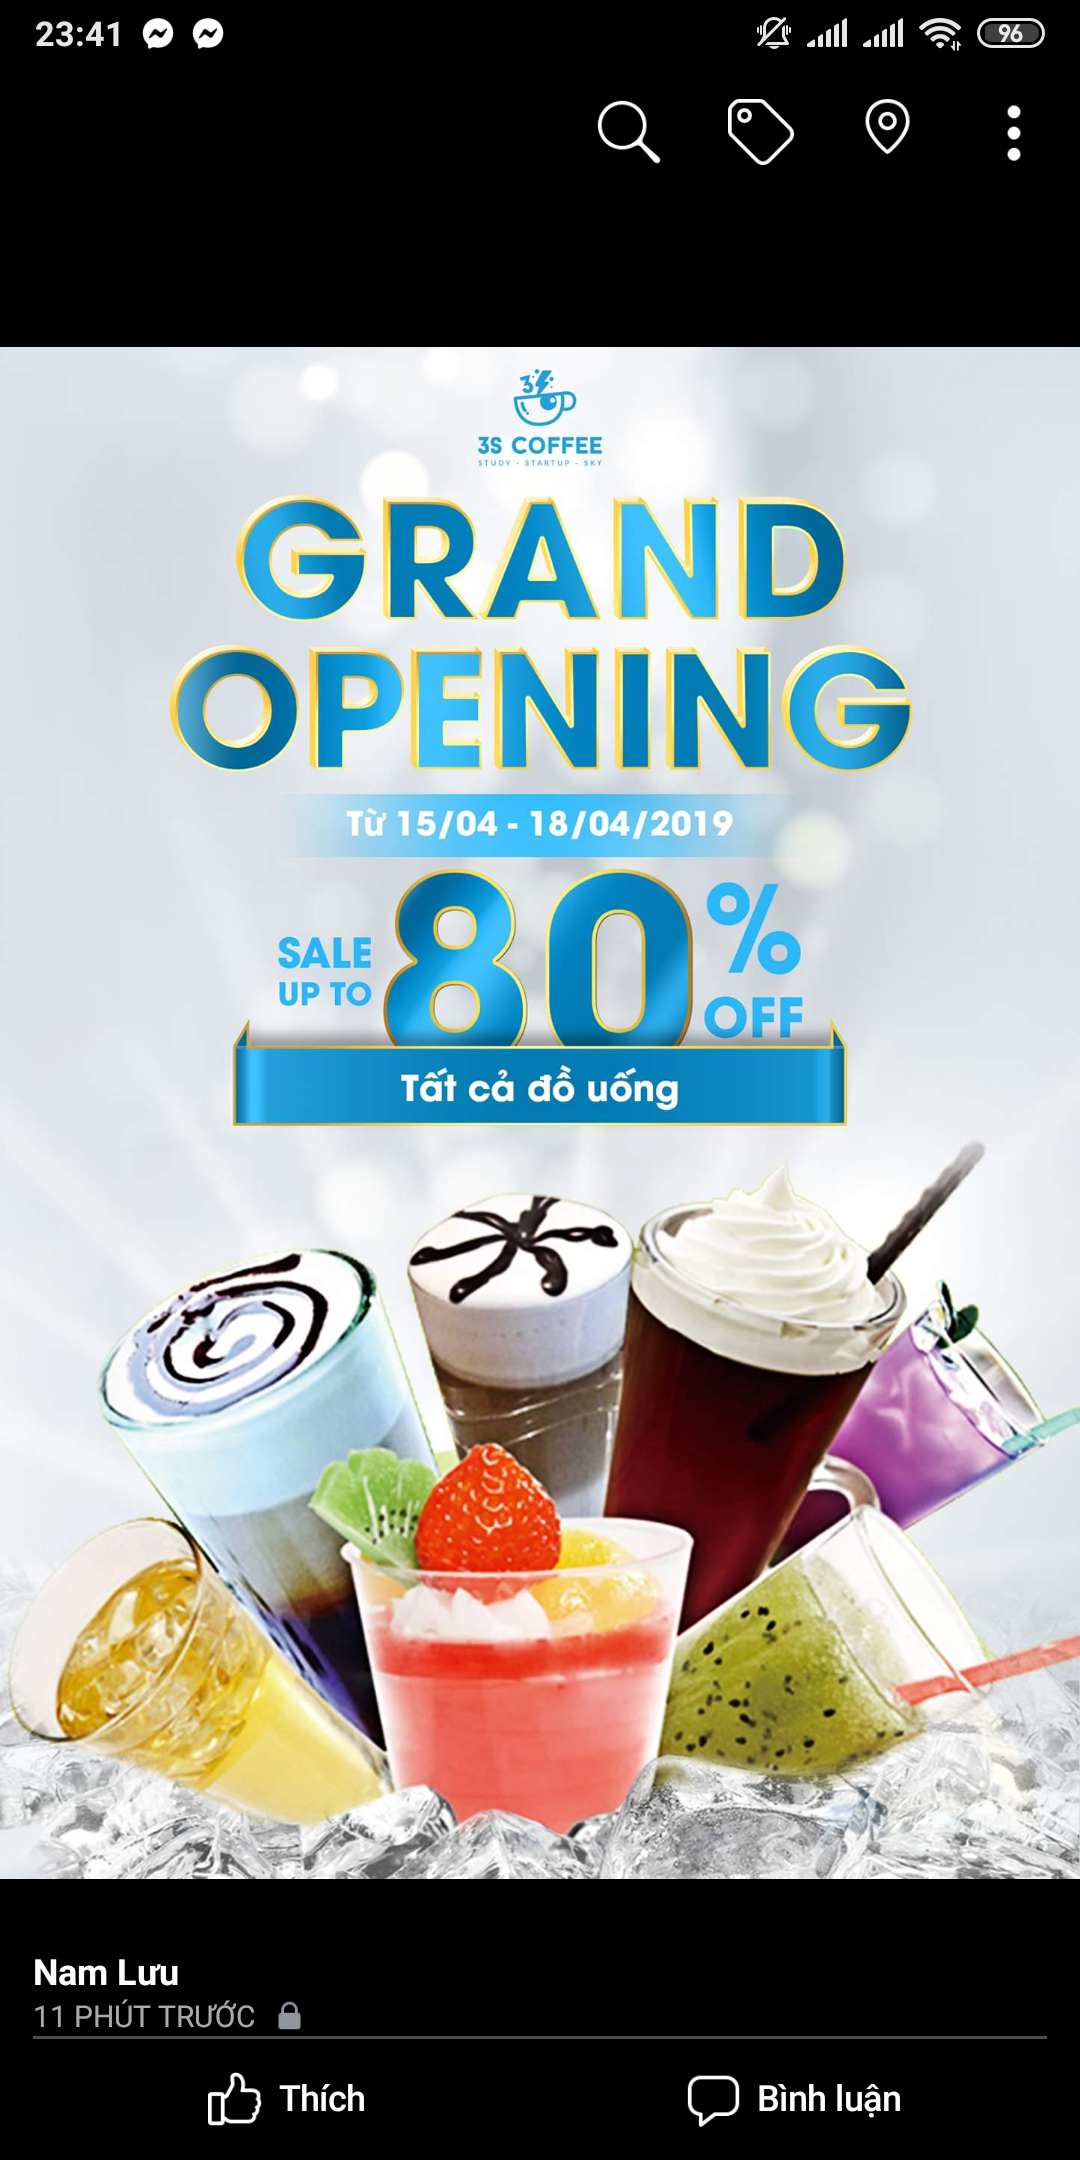 23:41
96
3S
3S COFFEE
STUDY - STARTUP - SKY
GRAND
OPENING
Từ 15/04 - 18/04/2019
SALE
UP TO
80%
OFF
Tất cả đồ uống
Nam Lưu
11 PHÚT TRƯỚC
Thích
Bình luận